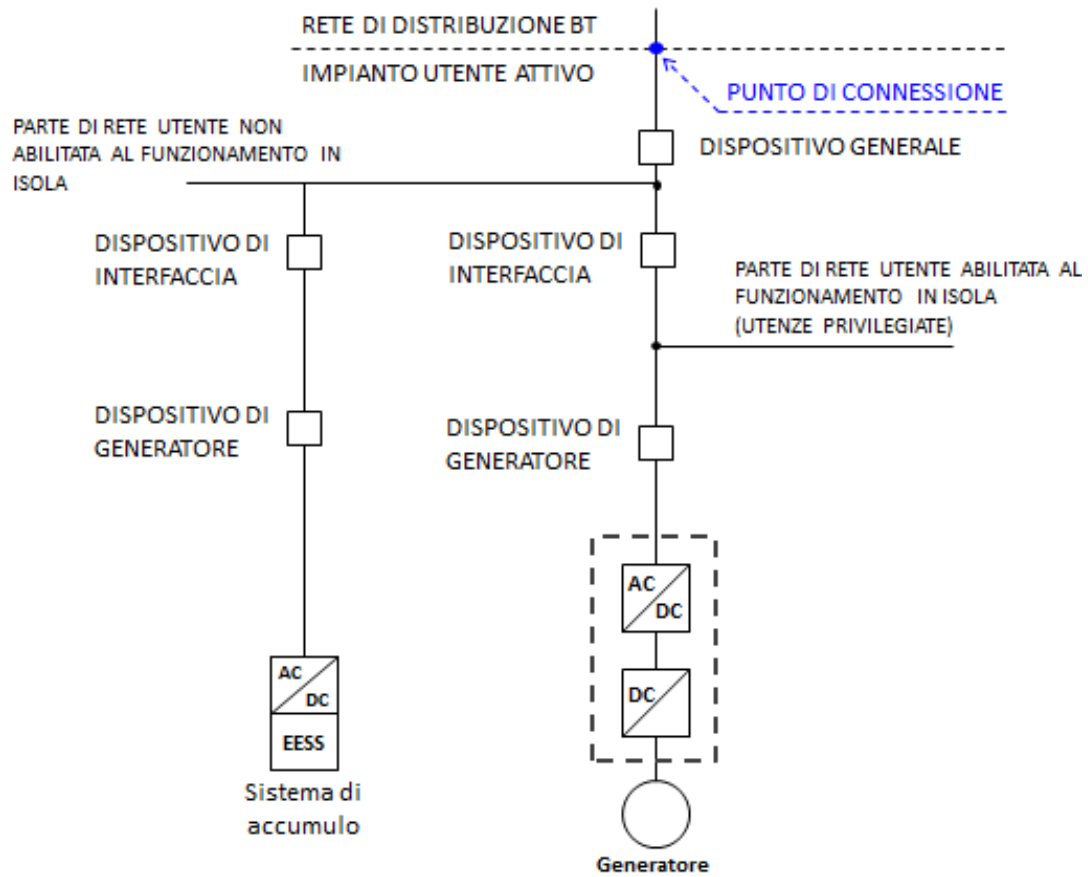 RETE DI DISTRIBUZIONE BT
IMPIANTO UTENTE ATTIVO
PUNTO DI CONNESSIONE
PARTE DI RETE UTENTE NON
ABILITATA AL FUNZIONAMENTO IN
ISOLA
DISPOSITIVO GENERALE
DISPOSITIVO DI
INTERFACCIA
DISPOSITIVO DI
INTERFACCIA
PARTE DI RETE UTENTE ABILITATA AL
FUNZIONAMENTO IN ISOLA
(UTENZE PRIVILEGIATE)
DISPOSITIVO DI
GENERATORE
DISPOSITIVO DI
GENERATORE
AC
DC
DC
AC
DC
EESS
Sistema di
accumulo
Generatore